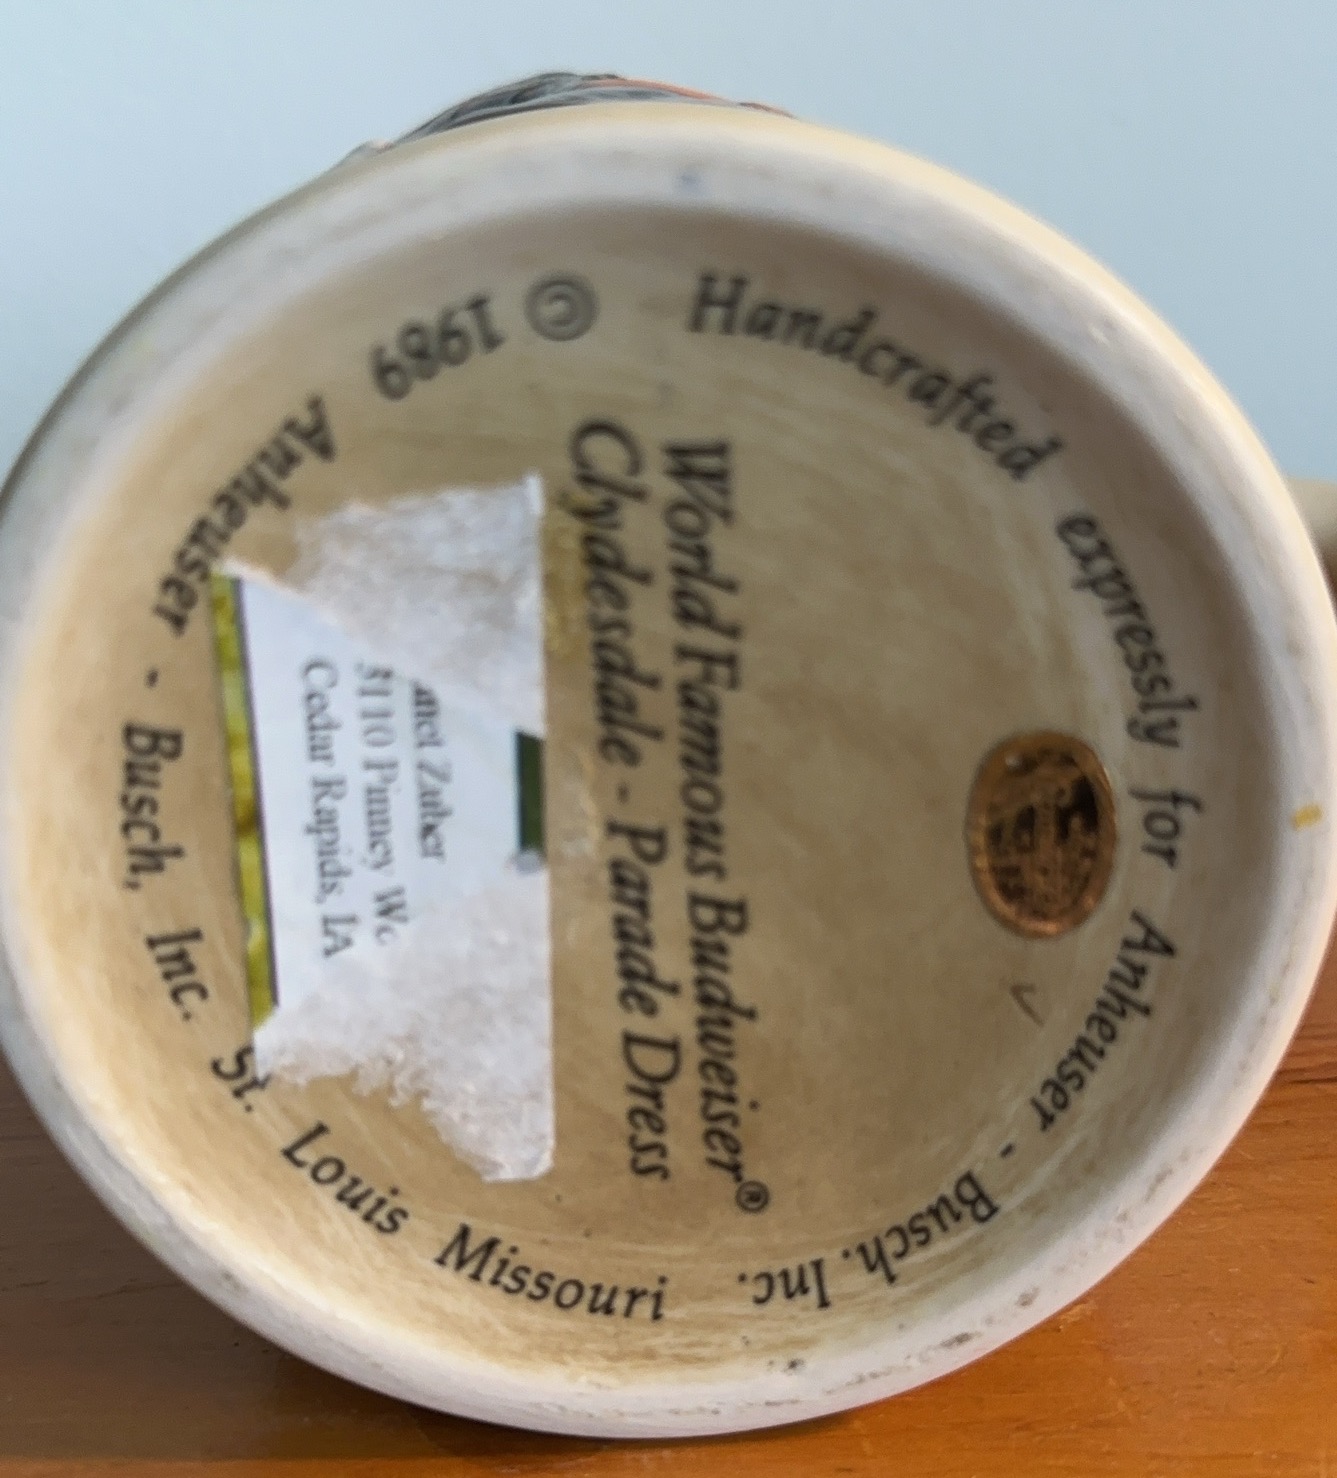 Handcrafted expressly for Anheuser - Busch. Inc.
World Famous Budweiser®
Clydesdale - Parade Dress
Zuber
3110 Pinney
Cedar Rapids, IA
© 1989 Anheuser - Busch, Inc. St. Louis Missouri